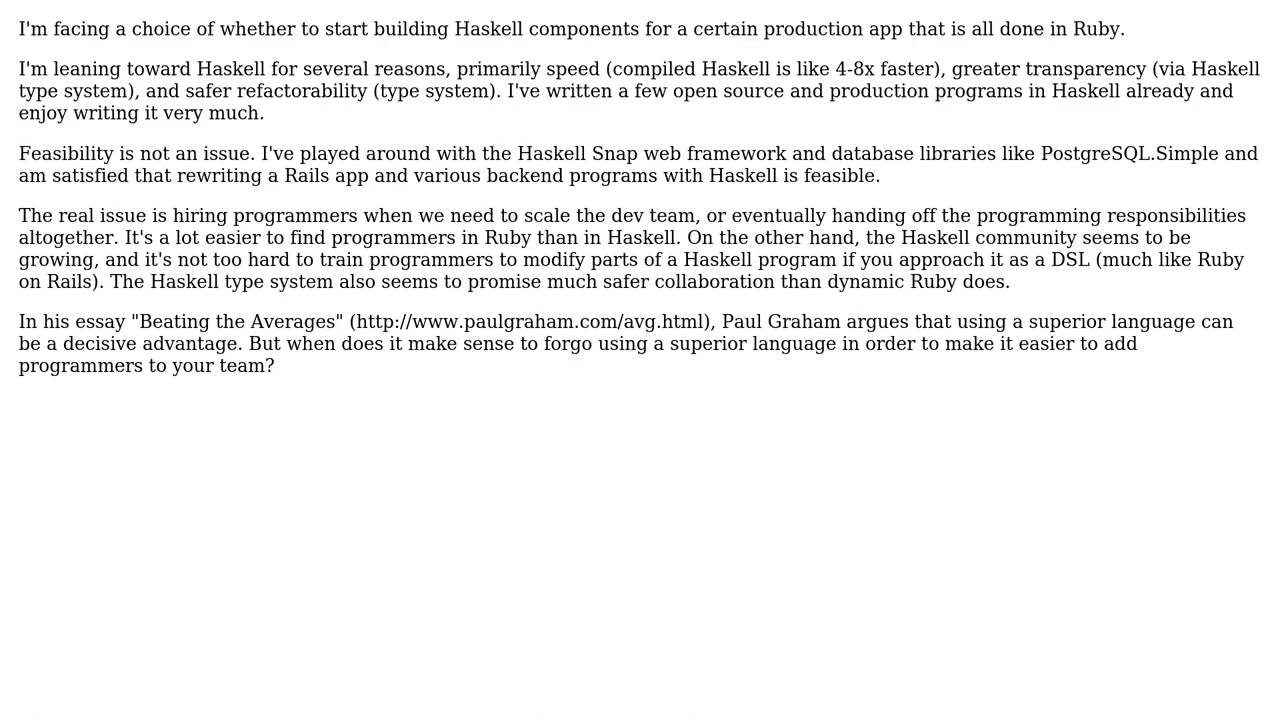 I'm facing a choice of whether to start building Haskell components for a certain production app that is all done in Ruby.
I'm leaning toward Haskell for several reasons, primarily speed (compiled Haskell is like 4-8x faster), greater transparency (via Haskell
type system), and safer refactorability (type system). I've written a few open source and production programs in Haskell already and
enjoy writing it very much.
Feasibility is not an issue. I've played around with the Haskell Snap web framework and database libraries like PostgreSQL.Simple and
am satisfied that rewriting a Rails app and various backend programs with Haskell is feasible.
The real issue is hiring programmers when we need to scale the dev team, or eventually handing off the programming responsibilities
altogether. It's a lot easier to find programmers in Ruby than in Haskell. On the other hand, the Haskell community seems to be
growing, and it's not too hard to train programmers to modify parts of a Haskell program if you approach it as a DSL (much like Ruby
on Rails). The Haskell type system also seems to promise much safer collaboration than dynamic Ruby does.
In his essay "Beating the Averages" (http://www.paulgraham.com/avg.html), Paul Graham argues that using a superior language can
be a decisive advantage. But when does it make sense to forgo using a superior language in order to make it easier to add
programmers to your team?